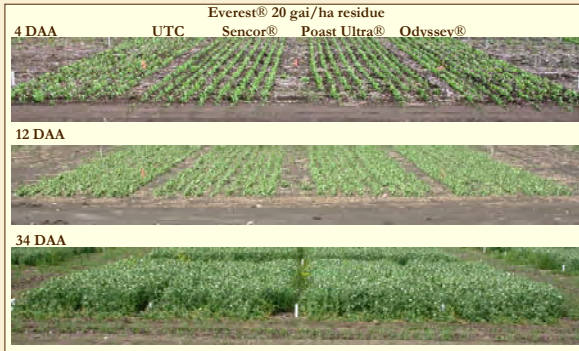 Everest® 20 gai/ha residue
4 DAA UTC Sencor® Poast Ultra® Odyssey®
12 DAA
34 DAA